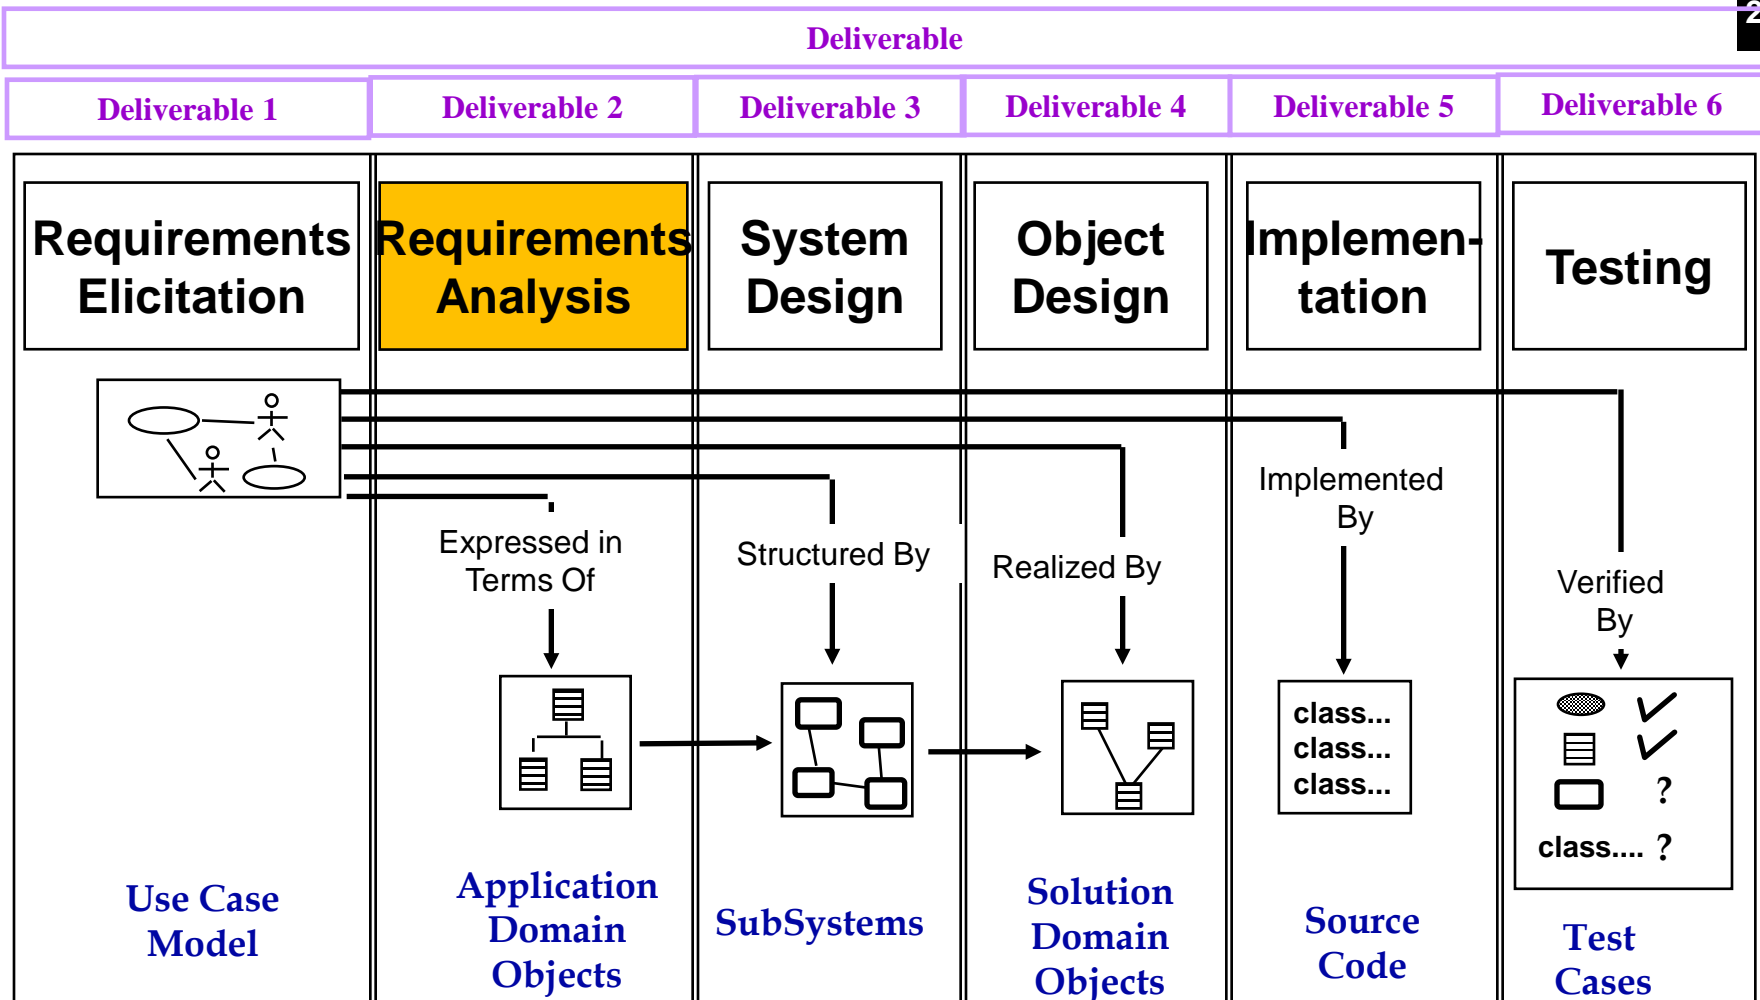 2
Deliverable
Deliverable 1
Deliverable 2
Deliverable 3
Deliverable 4
Deliverable 5
Deliverable 6
Requirements
Elicitation
Requirements
Analysis
System
Design
Object
Design
Implemen-
tation
Testing
Expressed in
Terms Of
Structured By
Realized By
Implemented
By
Verified
By
class...
class...
class...
?
class.... ?
Use Case
Model
Application
Domain
Objects
SubSystems
Solution
Domain
Objects
Source
Code
Test
Cases